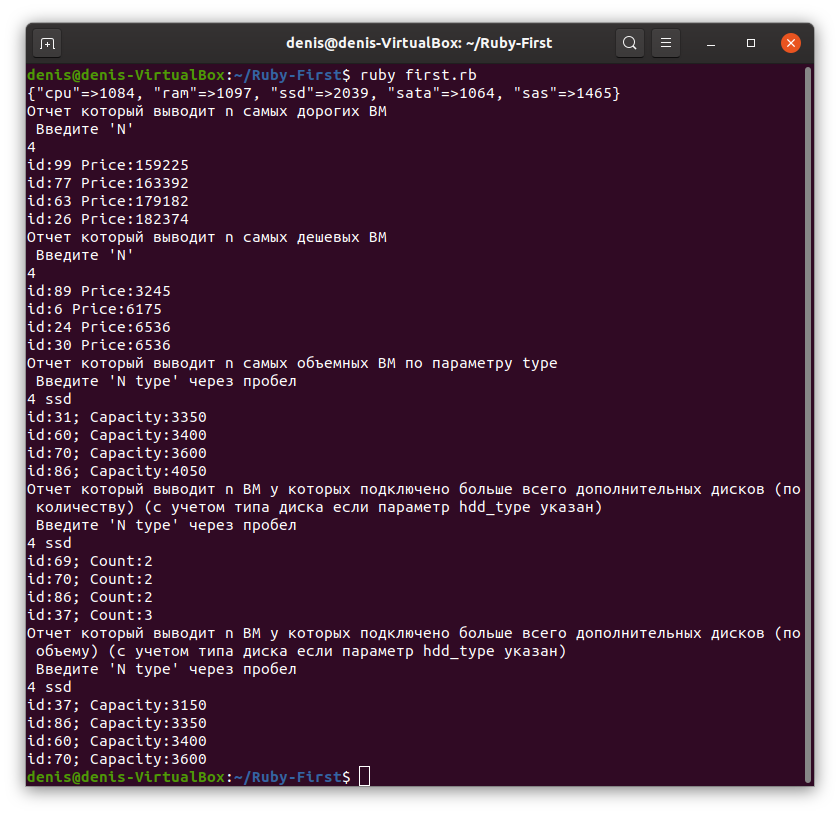 denis@denis-VirtualBox: ~/Ruby-First
denis@denis-VirtualBox:~/Ruby-First$ ruby first.rb
{"cpu"=>1084, "ram"=>1097, "ssd"=>2039, "sata"=>1064, "sas"=>1465}
Отчет который выводит n самых дорогих ВМ
Введите 'N'
4
id:99 Price:159225
id:77 Price:163392
id:63 Price:179182
id:26 Price:182374
Отчет который выводит n самых дешевых ВМ
Введите 'N'
4
id:89 Price:3245
id:6 Price:6175
id:24 Price:6536
id:30 Price:6536
Отчет который выводит n самых объемных ВМ по параметру type
Введите 'N type' через пробел
4 ssd
id:31; Capacity:3350
id:60; Capacity:3400
id:70; Capacity:3600
id:86; Capacity:4050
Отчет который выводит n ВМ у которых подключено больше всего дополнительных дисков (по
количеству) (с учетом типа диска если параметр hdd_type указан)
Введите 'N type' через пробел
4 ssd
id:69; Count:2
id:70; Count:2
id:86; Count:2
id:37; Count:3
Отчет который выводит n ВМ у которых подключено больше всего дополнительных дисков (по
объему) (с учетом типа диска если параметр hdd_type указан)
Введите 'N type' через пробел
4 ssd
id:37; Capacity:3150
id:86; Capacity:3350
id:60; Capacity:3400
id:70; Capacity:3600
denis@denis-VirtualBox:~/Ruby-First$